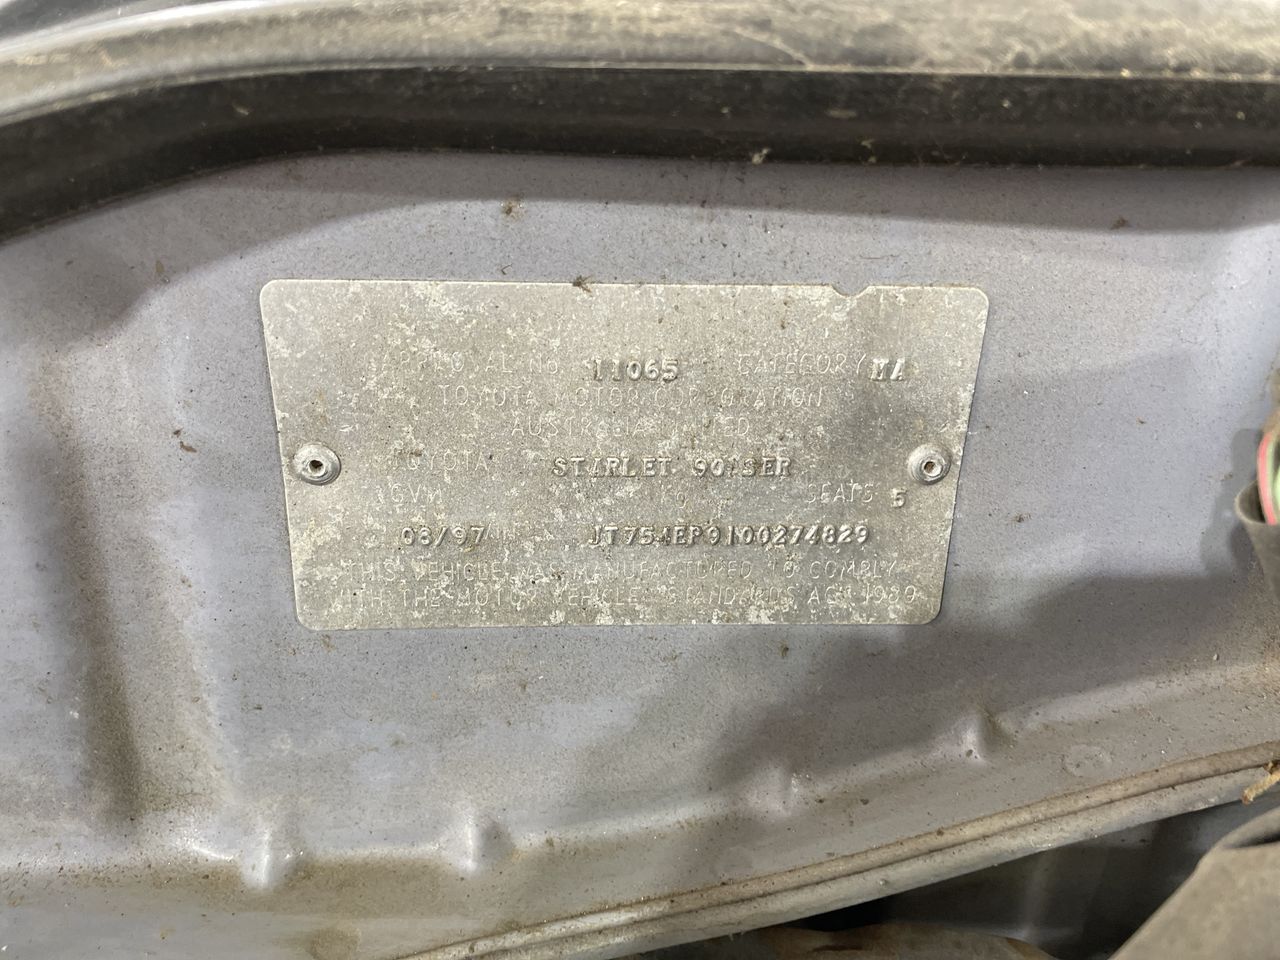 APPROVAL No 11065 CATEGORY MA
TOYOTA MOTOR CORPORATION
AUSTRALIA LIMITED
TOYOTA STARLET 90'SER
GVM KG SEATS 5
03/97 JT754EP9100274829
THIS VEHICLE WAS MANUFACTURED TO COMPLY
WITH THE MOTOR VEHICLE STANDARDS ACT 1989